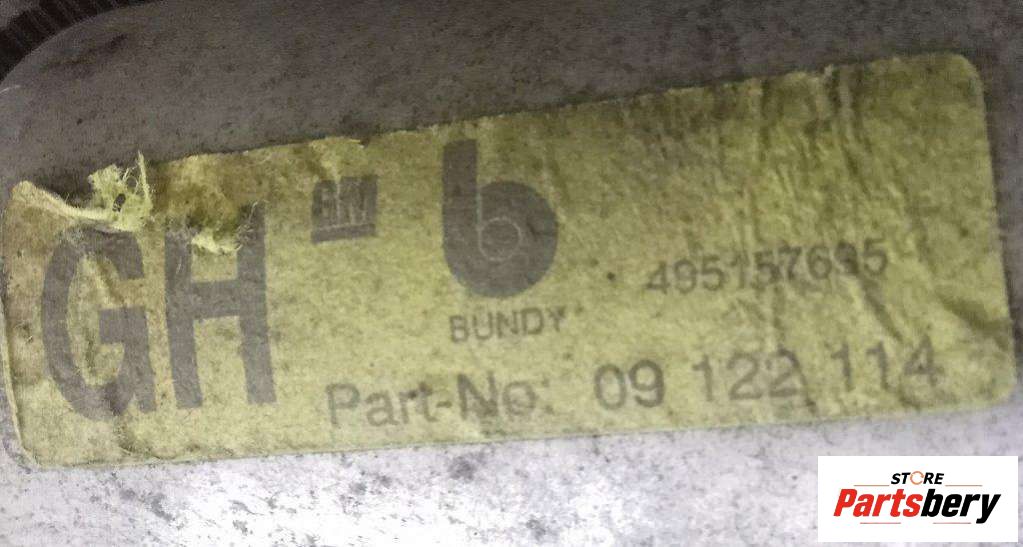 GH
GM
b
BUNDY
495157695
Part-No: 09 122 114
STORE
Partsbery